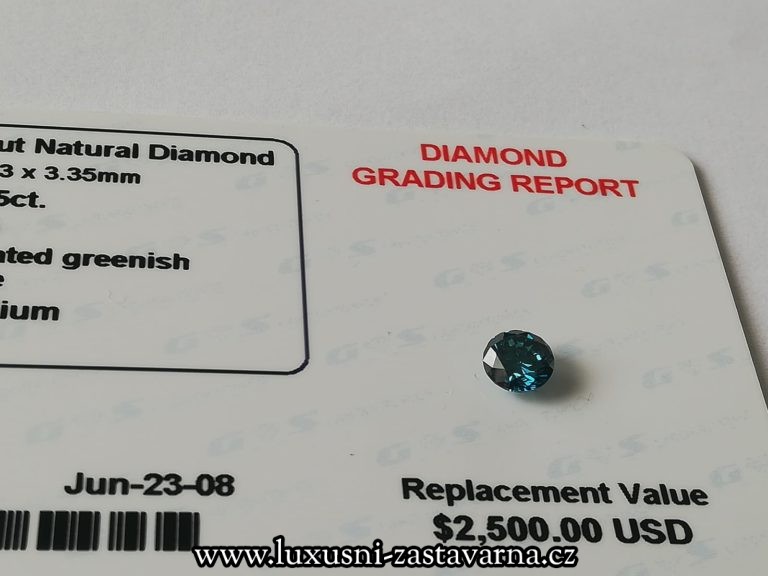 ut Natural Diamond
3 x 3.35mm
5ct.
ated greenish
ium
DIAMOND
GRADING REPORT
Jun-23-08
Replacement Value
$2,500.00 USD
www.luxusni-zastavarna.cz